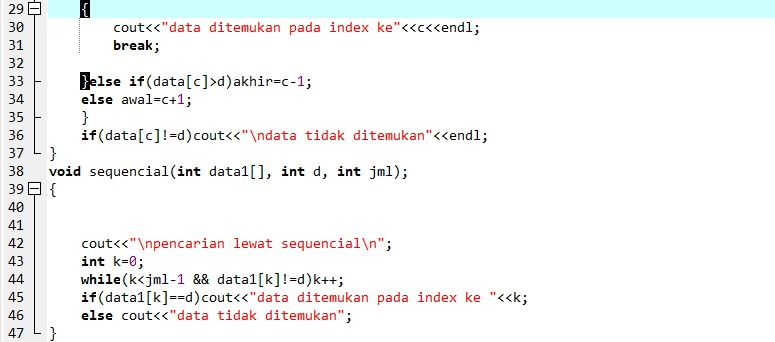 29 {
30 cout<<"data ditemukan pada index ke"<<c<<endl;
31 break;
32
33 }else if(data[c]>d)akhir=c-1;
34 else awal=c+1;
35 }
36 if(data[c]!=d)cout<<"\ndata tidak ditemukan"<<endl;
37 }
38 void sequencial(int data1[], int d, int jml);
39 {
40
41
42 cout<<"\npencarian lewat sequencial\n";
43 int k=0;
44 while(k<jml-1 && data1[k]!=d)k++;
45 if(data1[k]==d)cout<<"data ditemukan pada index ke "<<k;
46 else cout<<"data tidak ditemukan";
47 }